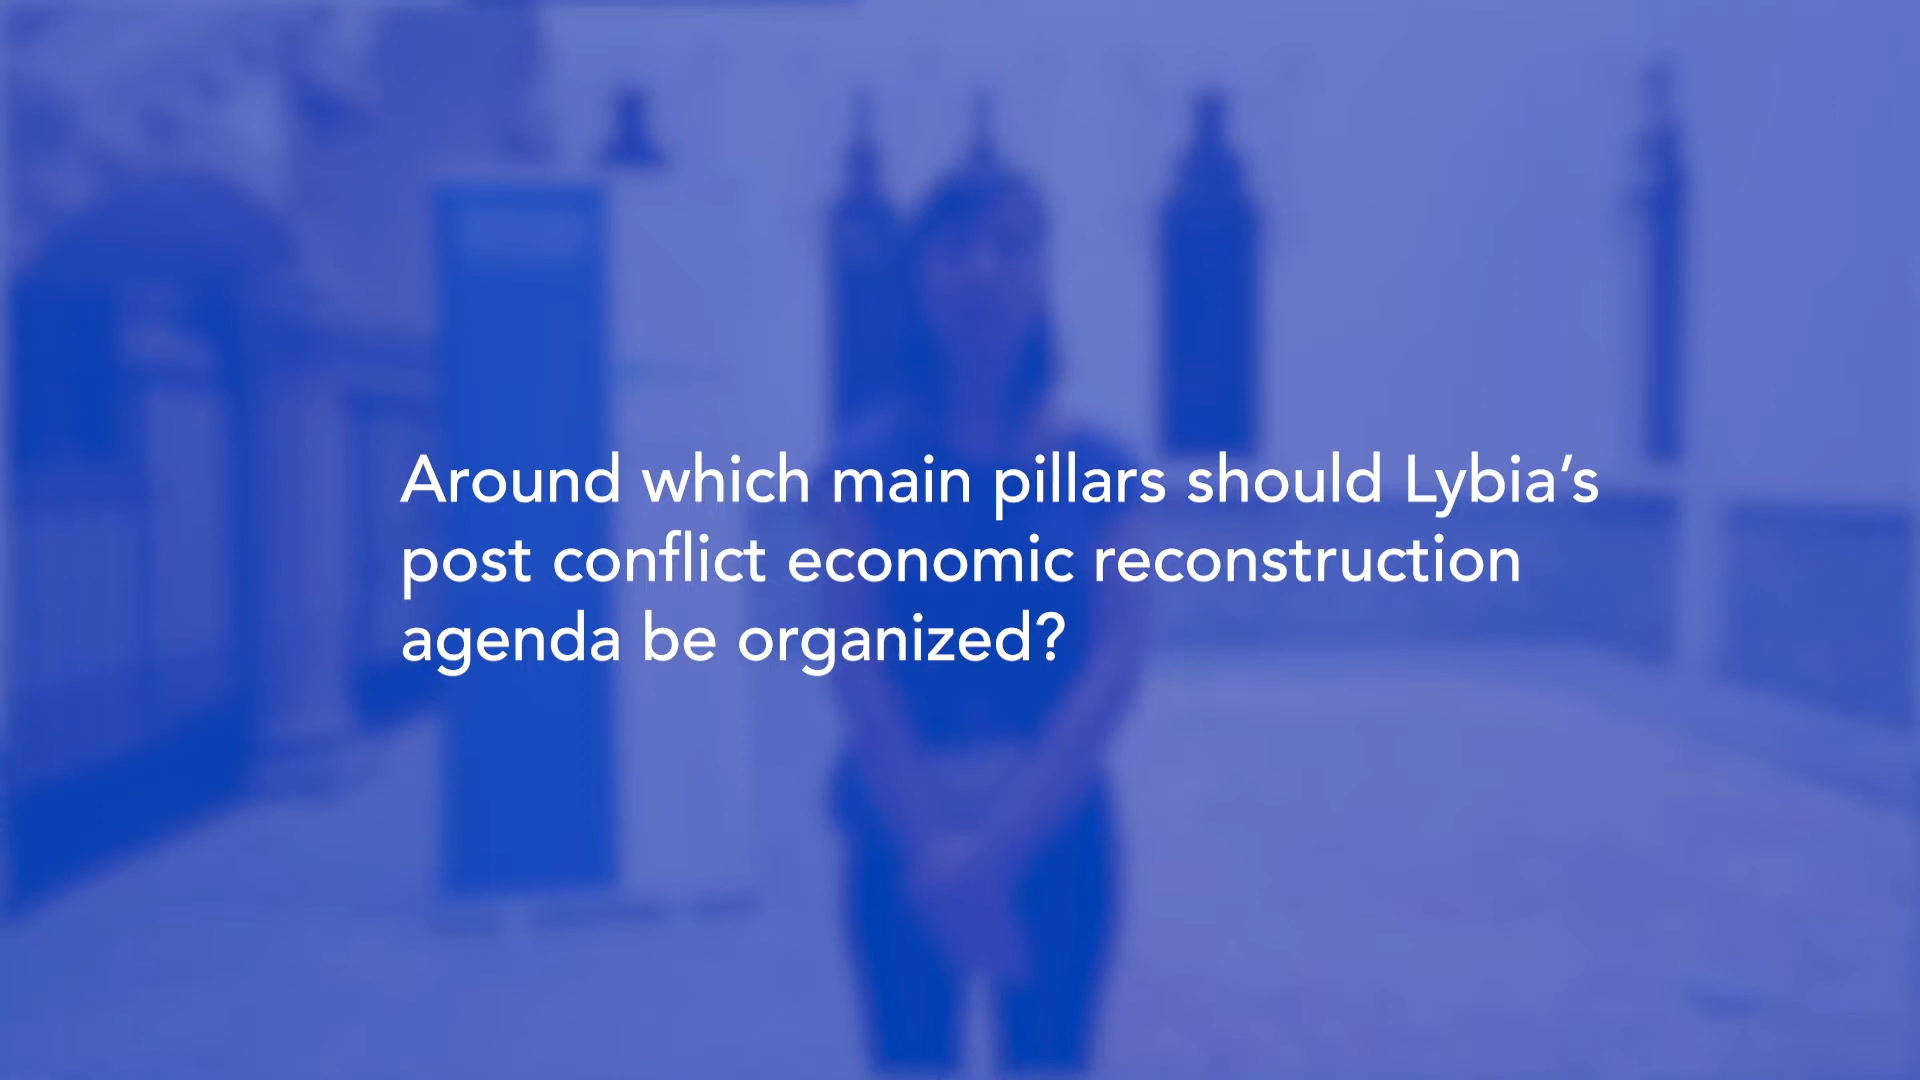 Around which main pillars should Lybia’s
post conflict economic reconstruction
agenda be organized?